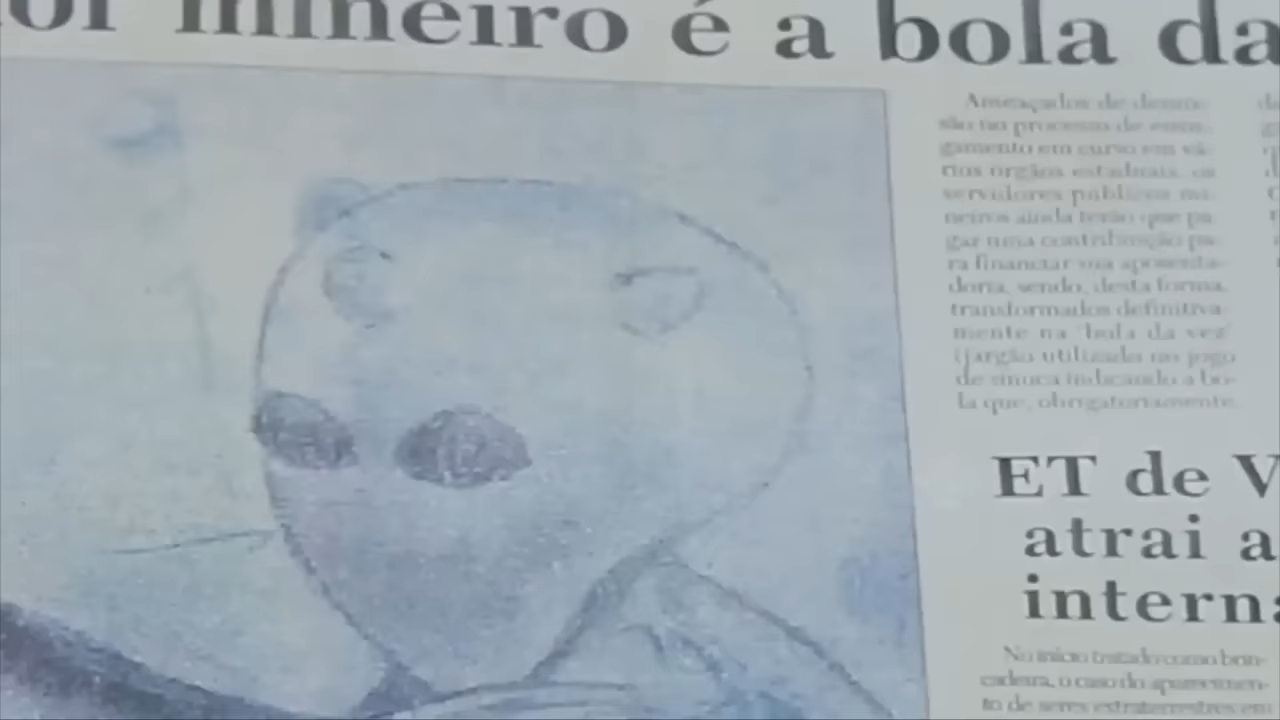 or mineiro é a bola da
Ameaçados de demis-
são no processo de enxu-
gamento em curso em vá-
rios órgãos estaduais, os
servidores públicos mi-
neiros ainda terão que pa-
gar uma contribuição pa-
ra financiar sua aposenta-
doria, sendo, desta forma,
transformados definitiva-
mente na 'bola da vez'
(jargão utilizado no jogo
de sinuca indicando a bo-
la que, obrigatoriamente,
ET de V
atrai a
interna
No início tratado como brin-
cadeira, o caso do aparecimen-
to de seres extraterrestres em